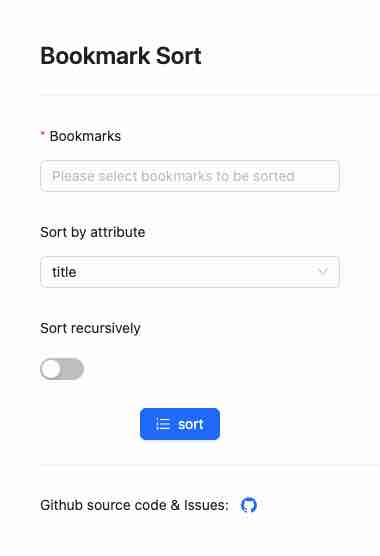 Bookmark Sort
* Bookmarks
Please select bookmarks to be sorted
Sort by attribute
title
Sort recursively
sort
Github source code & Issues: